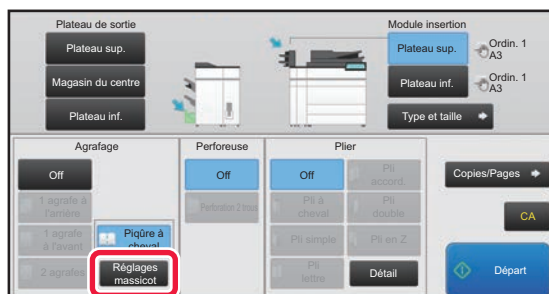 Plateau de sortie
Plateau sup.
Magasin du centre
Plateau inf.
Module insertion
Plateau sup.
Ordin. 1
A3
Plateau inf.
Ordin. 1
A3
Type et taille
Agrafage
Off
1 agrafe à
l'arrière
1 agrafe
à l'avant
Piqûre à
cheval
2 agrafes
Réglages
massicot
Perforeuse
Off
Perforation 2 trous
Plier
Off
Pli
accord.
Pli à
cheval
Pli
double
Pli simple
Pli en Z
Pli
lettre
Détail
Copies/Pages
CA
Départ